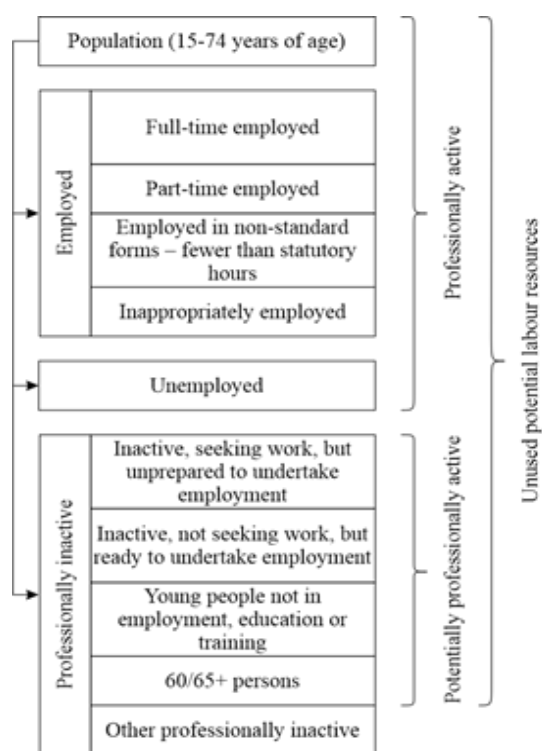 Population (15-74 years of age)
Employed
Full-time employed
Part-time employed
Employed in non-standard
forms – fewer than statutory
hours
Inappropriately employed
Unemployed
Professionally inactive
Inactive, seeking work, but
unprepared to undertake
employment
Inactive, not seeking work, but
ready to undertake employment
Young people not in
employment, education or
training
60/65+ persons
Other professionally inactive
Professionally active
Potentially professionally active
Unused potential labour resources